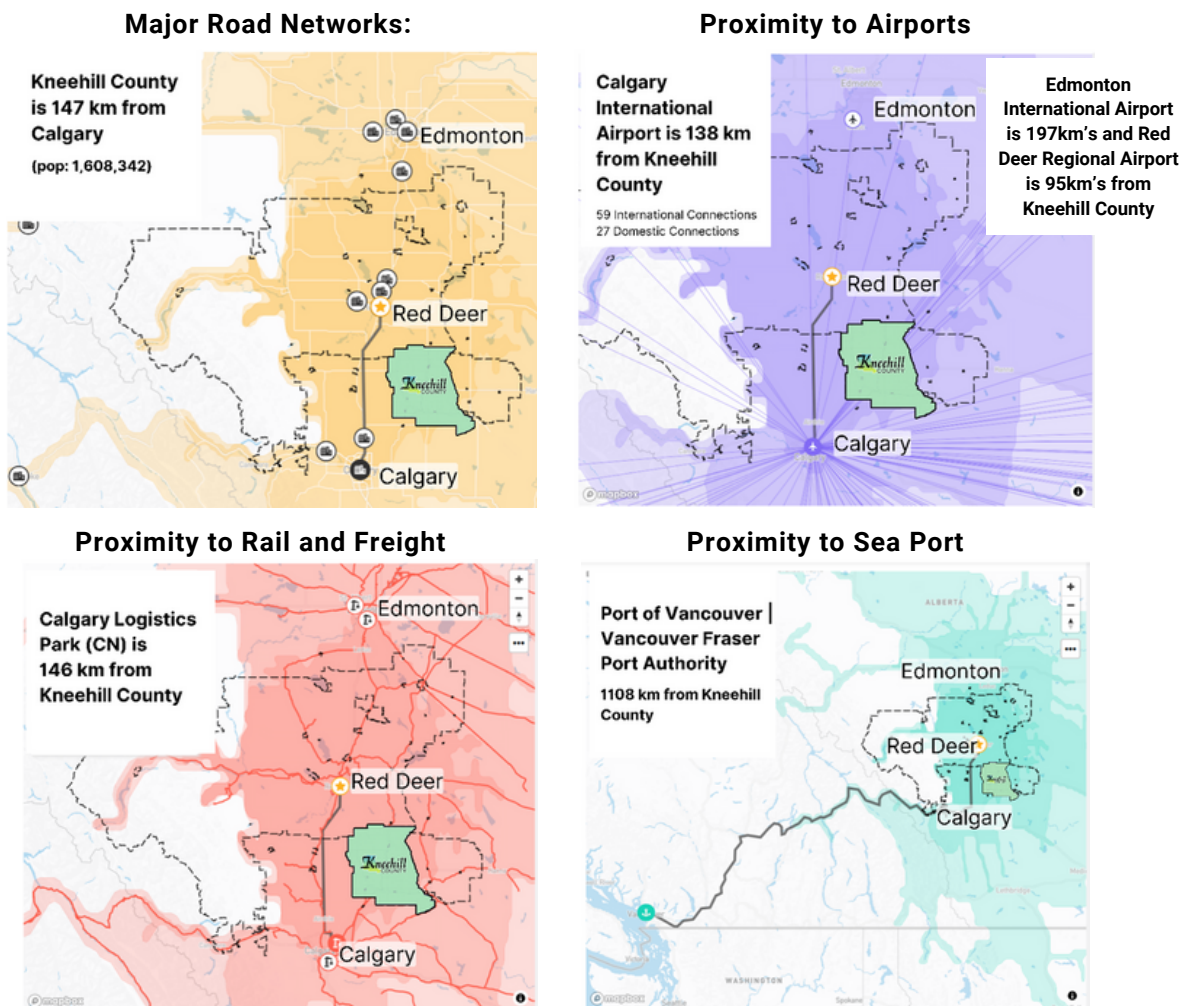 Major Road Networks:
Kneehill County
is 147 km from
Calgary
(pop: 1,608,342)
Edmonton
Red Deer
Kneehill
COUNTY
Calgary
Proximity to Airports
Calgary
International
Airport is 138 km
from Kneehill
County
59 International Connections
27 Domestic Connections
Edmonton
International Airport
is 197km’s and Red
Deer Regional Airport
is 95km’s from
Kneehill County
Edmonton
Edmonton
Red Deer
Kneehill
COUNTY
Calgary
mapbox
Proximity to Rail and Freight
Calgary Logistics
Park (CN) is
146 km from
Kneehill County
Edmonton
Red Deer
Kneehill
COUNTY
Calgary
mapbox
Proximity to Sea Port
Port of Vancouver |
Vancouver Fraser
Port Authority
1108 km from Kneehill
County
ALBERTA
Edmonton
Red Deer
Calgary
Lethbridge
WASHINGTON
Spokane
Seattle
mapbox